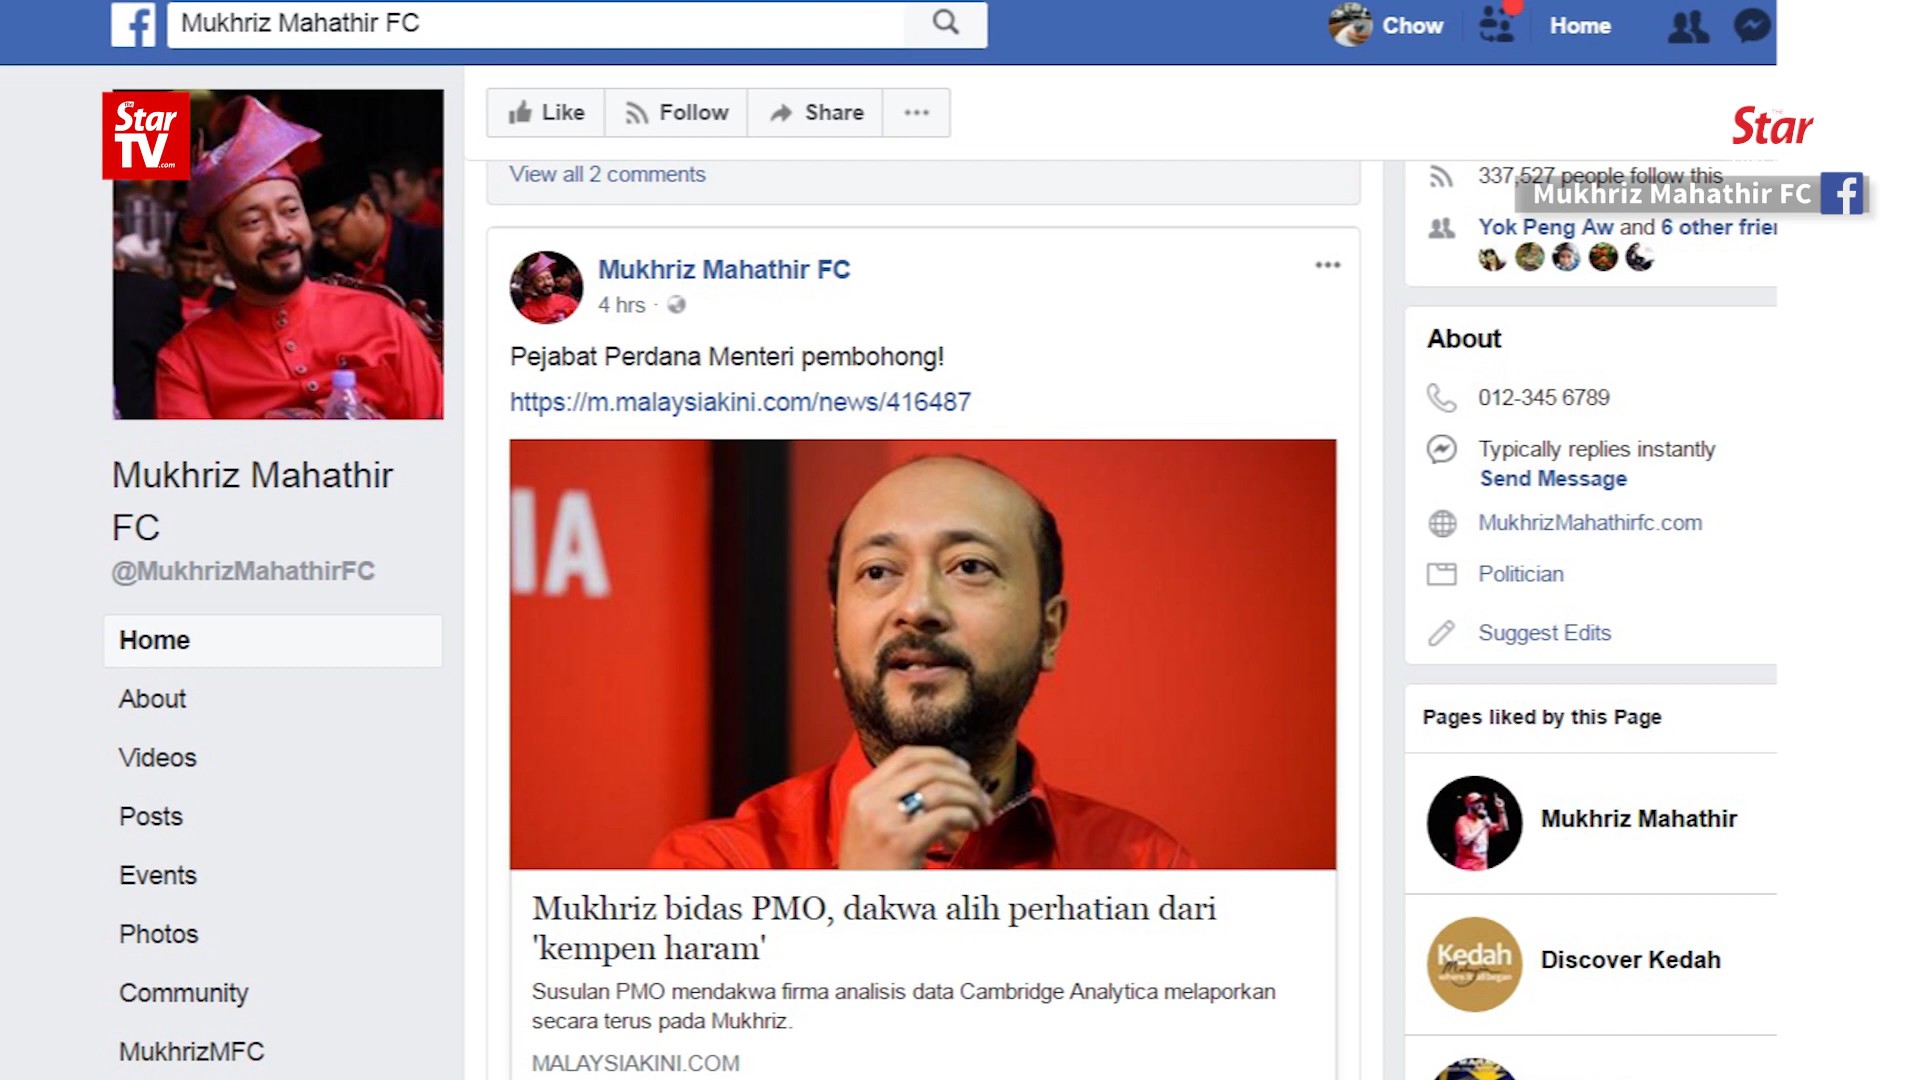 Mukhriz Mahathir FC
Chow
Home
The
Star
TV
.com
Like
Follow
Share
View all 2 comments
Mukhriz Mahathir FC
4 hrs
Pejabat Perdana Menteri pembohong!
https://m.malaysiakini.com/news/416487
IA
Mukhriz bidas PMO, dakwa alih perhatian dari
'kempen haram'
Susulan PMO mendakwa firma analisis data Cambridge Analytica melaporkan
secara terus pada Mukhriz.
MALAYSIAKINI.COM
Mukhriz Mahathir
FC
@MukhrizMahathirFC
Home
About
Videos
Posts
Events
Photos
Community
MukhrizMFC
Star
337,527 people follow this
Mukhriz Mahathir FC
Yok Peng Aw and 6 other frie
About
012-345 6789
Typically replies instantly
Send Message
MukhrizMahathirfc.com
Politician
Suggest Edits
Pages liked by this Page
Mukhriz Mahathir
Kedah
Discover Kedah